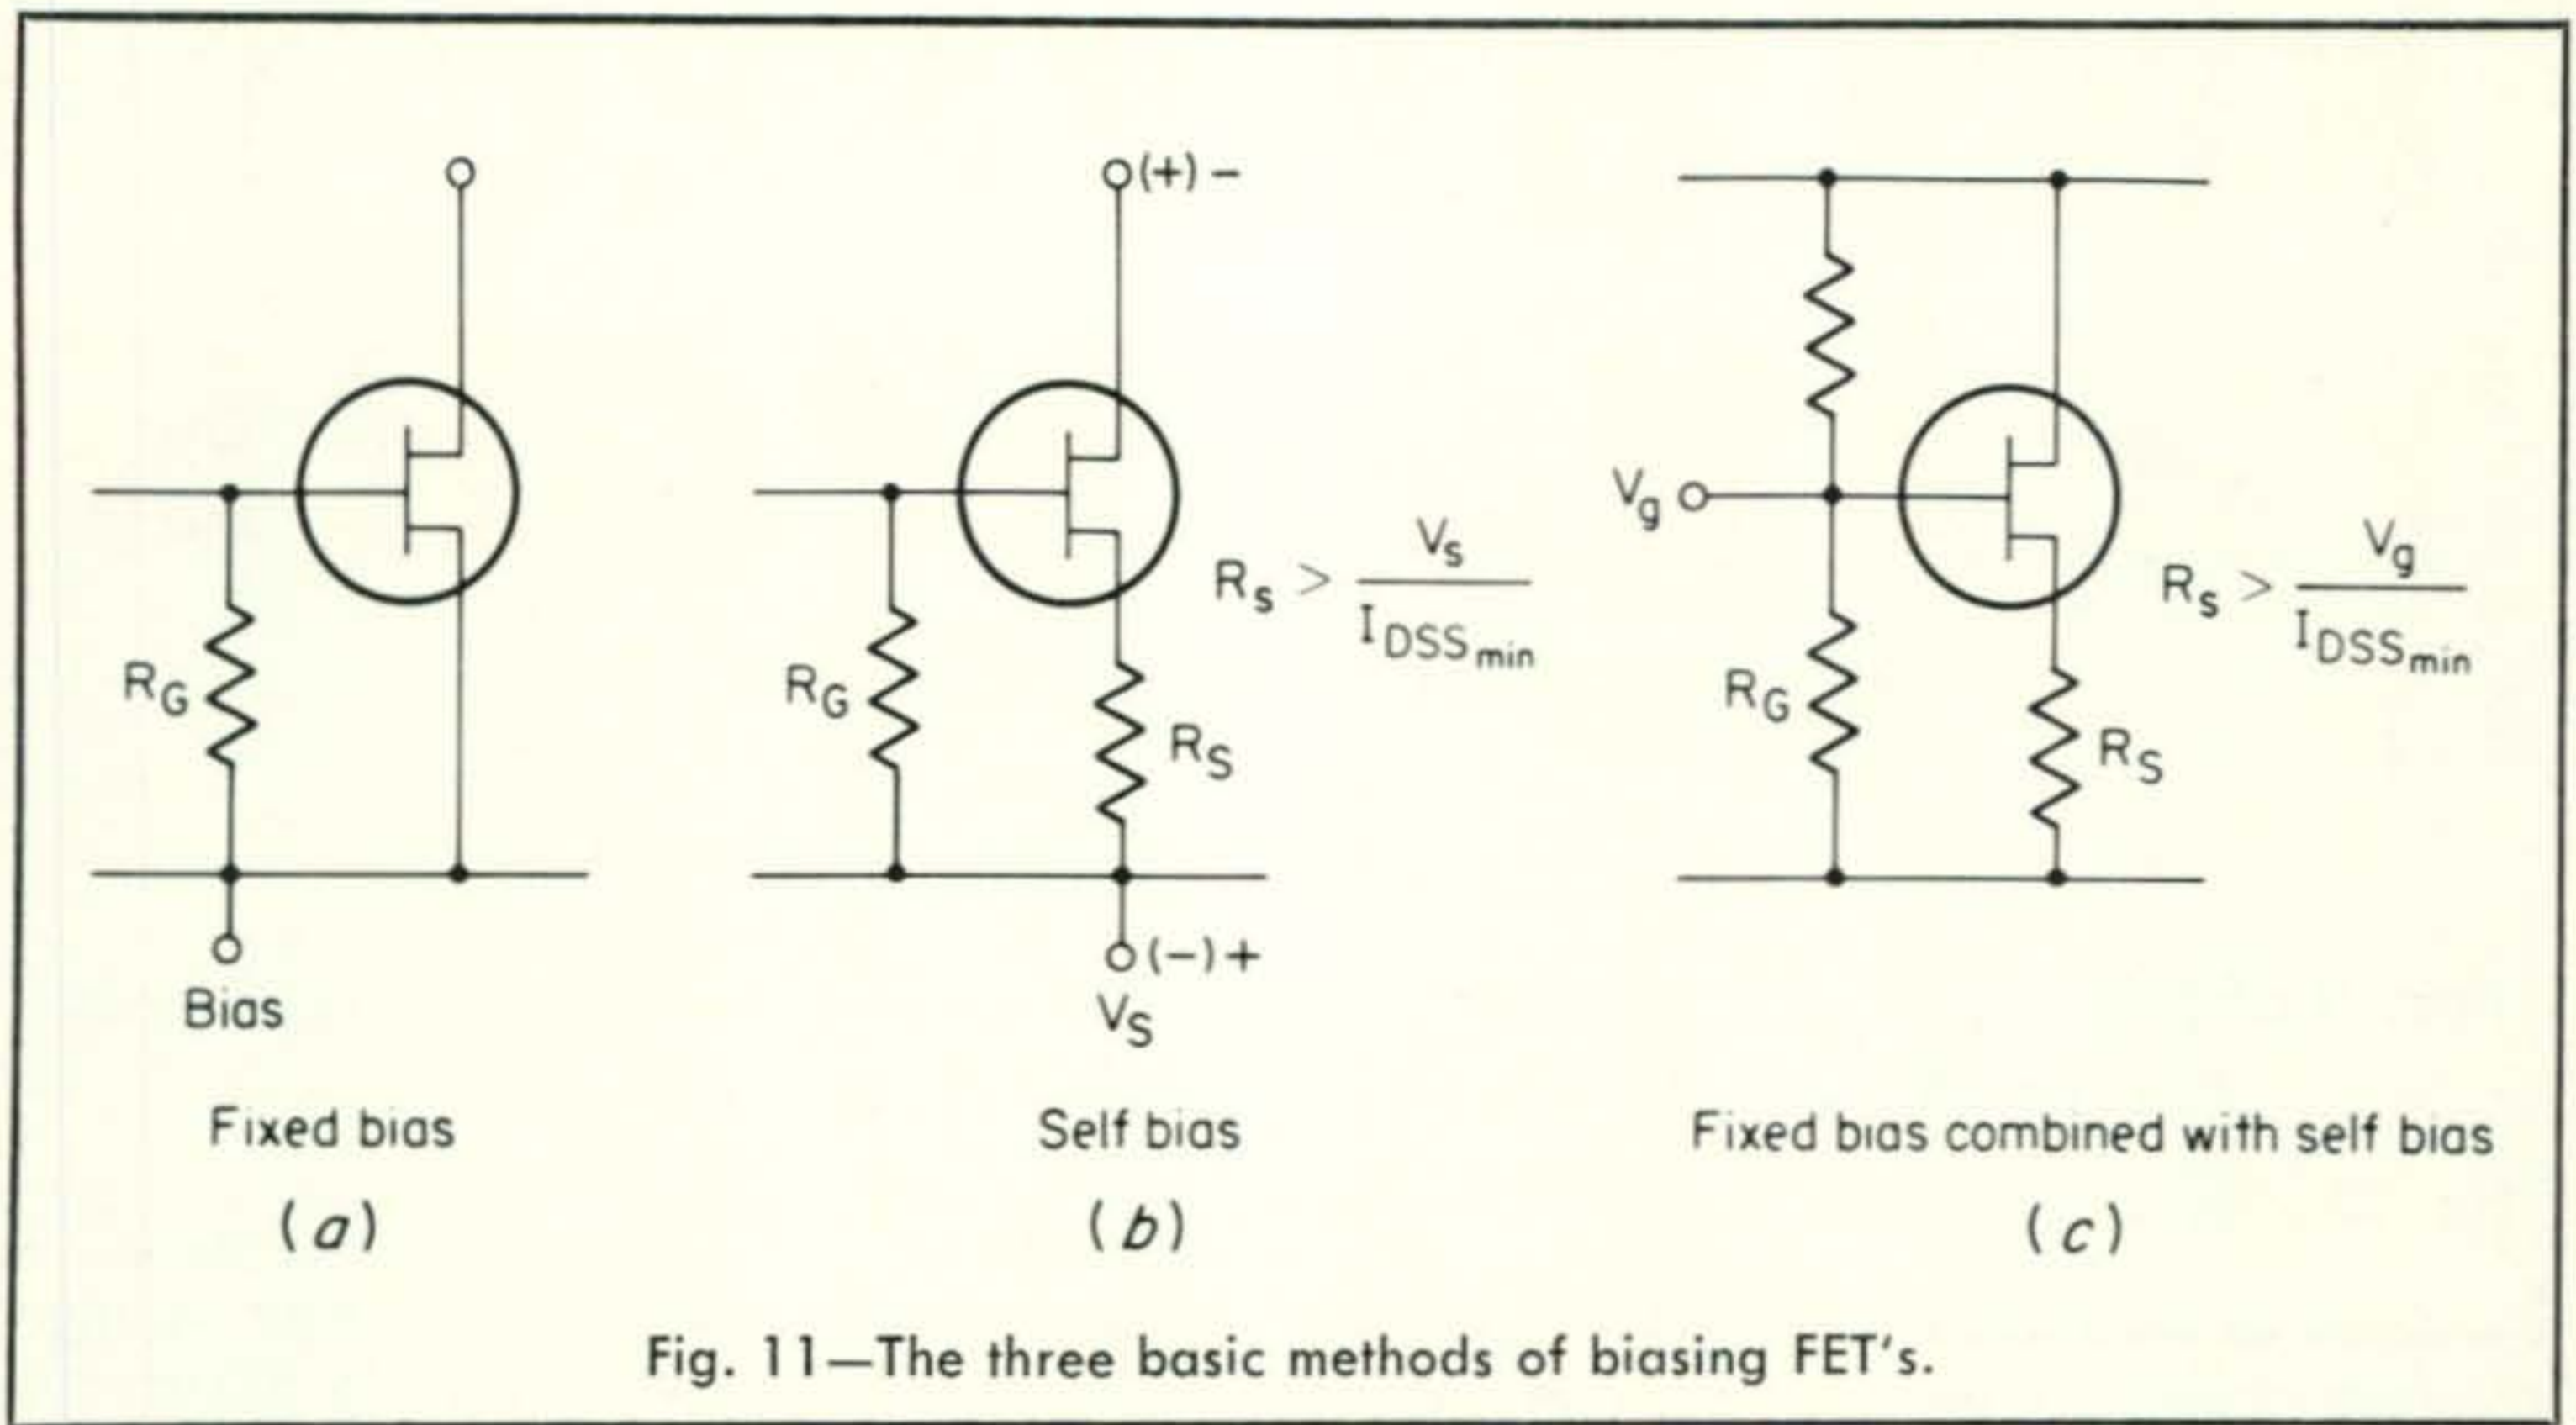 R_G
Bias
Fixed bias
(a)
(+) −
R_s > V_s / I_DSS_min
R_G
R_S
(−) +
V_S
Self bias
(b)
V_g
R_s > V_g / I_DSS_min
R_G
R_S
Fixed bias combined with self bias
(c)
Fig. 11—The three basic methods of biasing FET's.